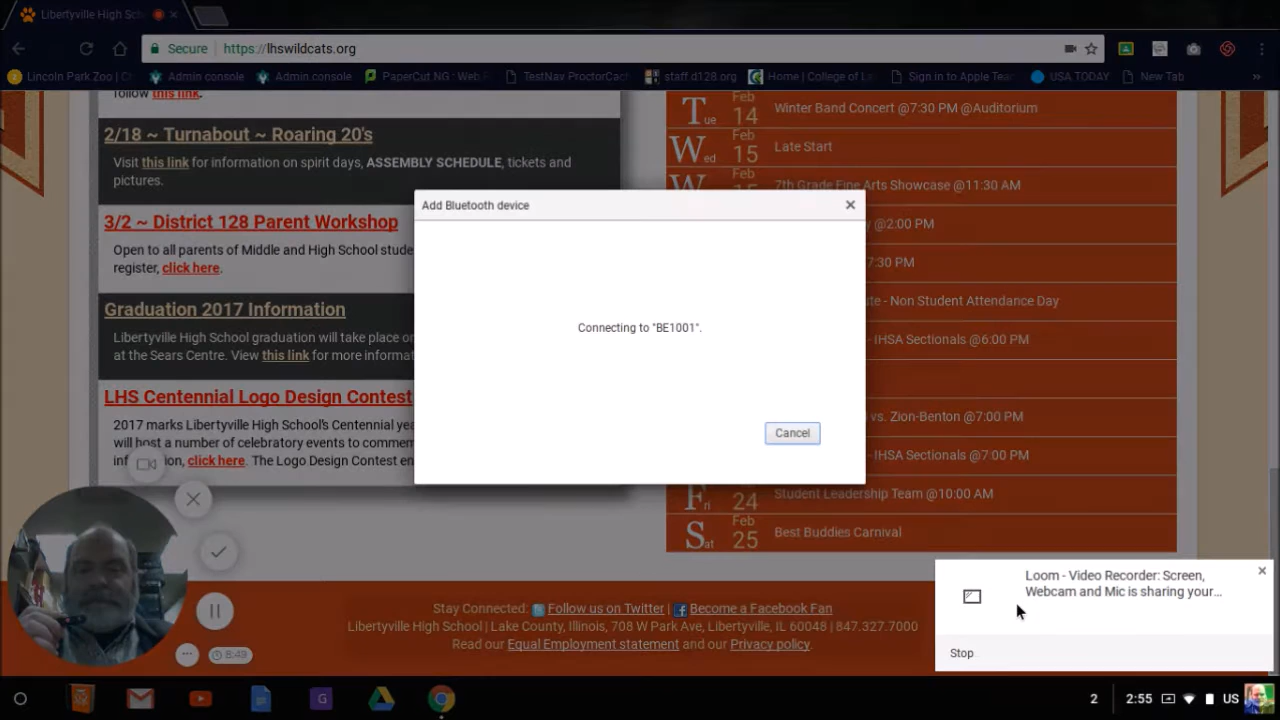 Libertyville High Sch
Secure https://lhswildcats.org
Lincoln Park Zoo | C
Admin console
Admin console
PaperCut NG : Web
TestNav ProctorCac
staff d128.org
Home | College of L
Sign in to Apple
USA TODAY
New Tab
»
follow this link.
2/18 ~ Turnabout ~ Roaring 20's
Visit this link for information on spirit days, ASSEMBLY SCHEDULE, tickets and
pictures.
3/2 ~ District 128 Parent Workshop
Open to all parents of Middle and High School stude
register, click here.
Graduation 2017 Information
Libertyville High School graduation will take place o
at the Sears Centre. View this link for more informat
LHS Centennial Logo Design Contest
2017 marks Libertyville High School's Centennial ye
will host a number of celebratory events to commem
click here. The Logo Design Contest en
Tue Feb 14 Winter Band Concert @7:30 PM @Auditorium
Wed Feb 15 Late Start
7th Grade Fine Arts Showcase @11:30 AM
@2:00 PM
7:30 PM
- Non Student Attendance Day
- IHSA Sectionals @6:00 PM
vs. Zion-Benton @7:00 PM
- IHSA Sectionals @7:00 PM
Fri 24 Student Leadership Team @10:00 AM
Sat Feb 25 Best Buddies Carnival
Add Bluetooth device
Connecting to "BE1001".
Cancel
8:49
Stay Connected: Follow us on Twitter | Become a Facebook Fan
Libertyville High School | Lake County, Illinois, 708 W Park Ave, Libertyville, IL 60048 | 847.327.7000
Read our Equal Employment statement and our Privacy policy.
Loom - Video Recorder: Screen,
Webcam and Mic is sharing your...
Stop
2 2:55 US